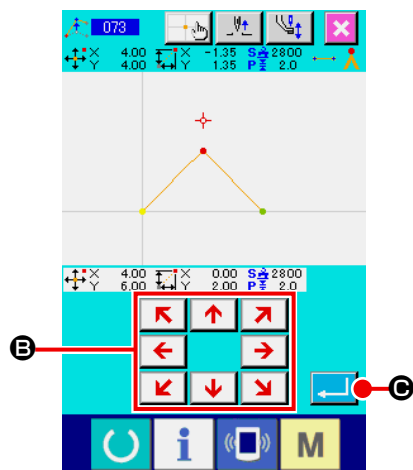 073
X 4.00 X -1.35 S 2800
Y 4.00 Y 1.35 P 2.0
X 4.00 X 0.00 S 2800
Y 6.00 Y 2.00 P 2.0
B
C
i M